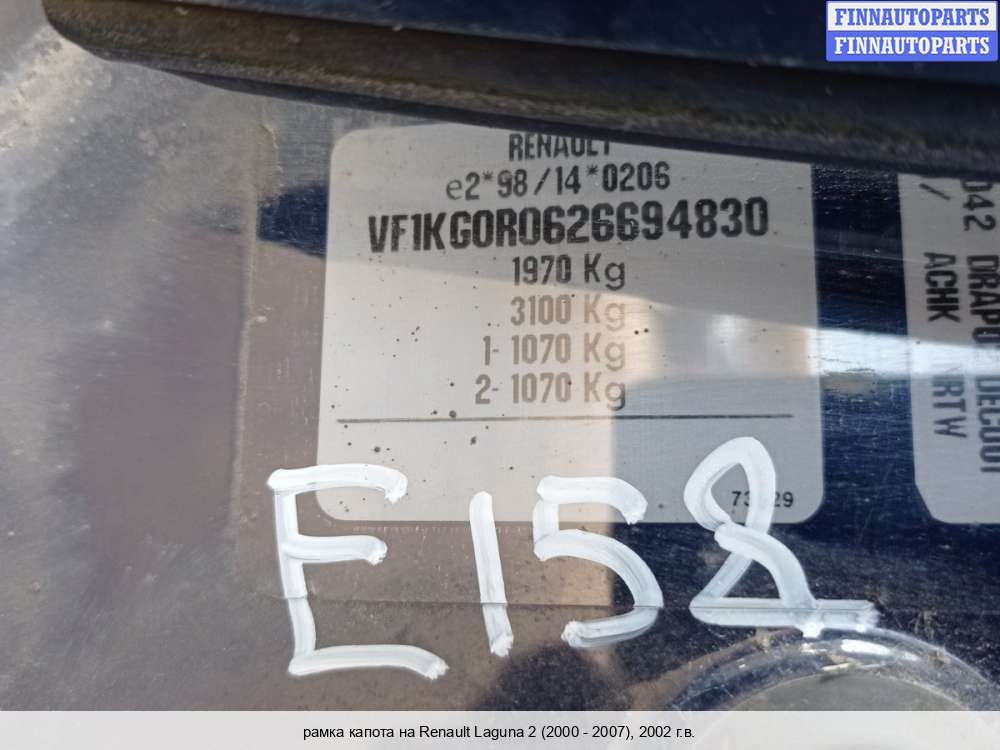 FINNAUTOPARTS
FINNAUTOPARTS
RENAULT
e2*98/14*0206
VF1KG0R0626694830
1970 Kg
3100 Kg
1- 1070 Kg
2- 1070 Kg
E158
рамка капота на Renault Laguna 2 (2000 - 2007), 2002 г.в.